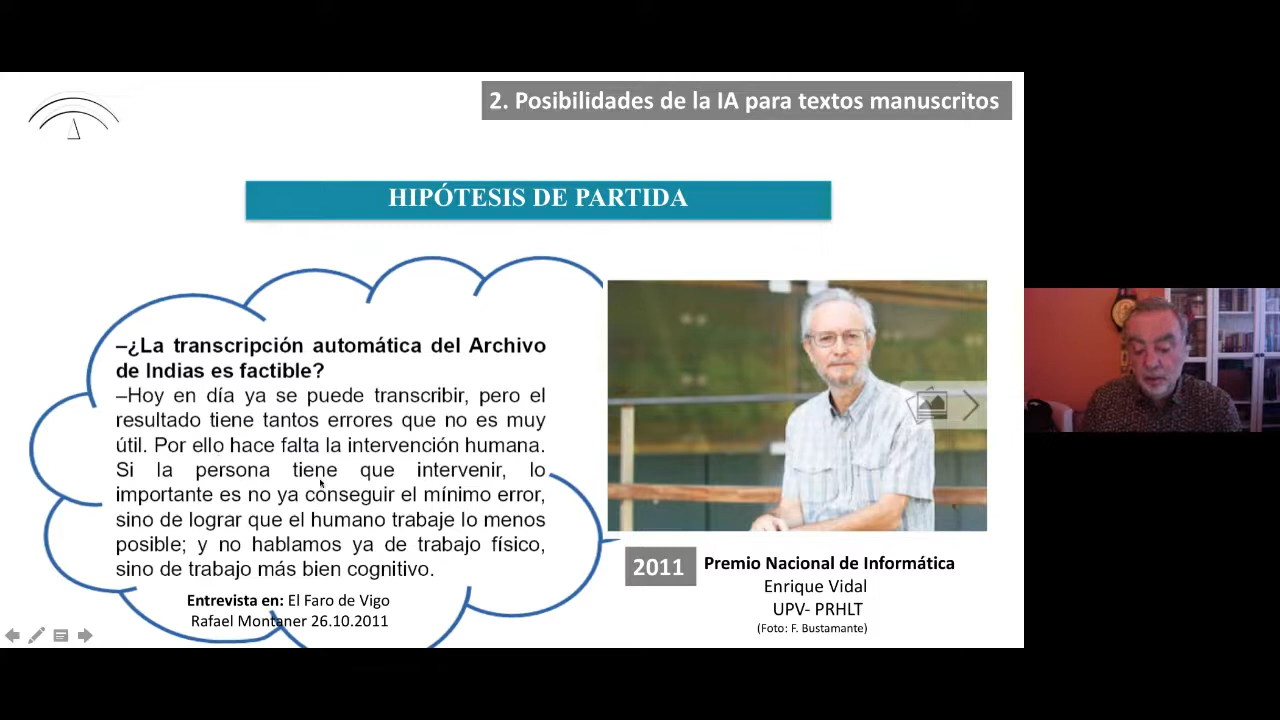 2. Posibilidades de la IA para textos manuscritos
HIPÓTESIS DE PARTIDA
–¿La transcripción automática del Archivo
de Indias es factible?
–Hoy en día ya se puede transcribir, pero el
resultado tiene tantos errores que no es muy
útil. Por ello hace falta la intervención humana.
Si la persona tiene que intervenir, lo
importante es no ya conseguir el mínimo error,
sino de lograr que el humano trabaje lo menos
posible; y no hablamos ya de trabajo físico,
sino de trabajo más bien cognitivo.
Entrevista en: El Faro de Vigo
Rafael Montaner 26.10.2011
2011
Premio Nacional de Informática
Enrique Vidal
UPV- PRHLT
(Foto: F. Bustamante)